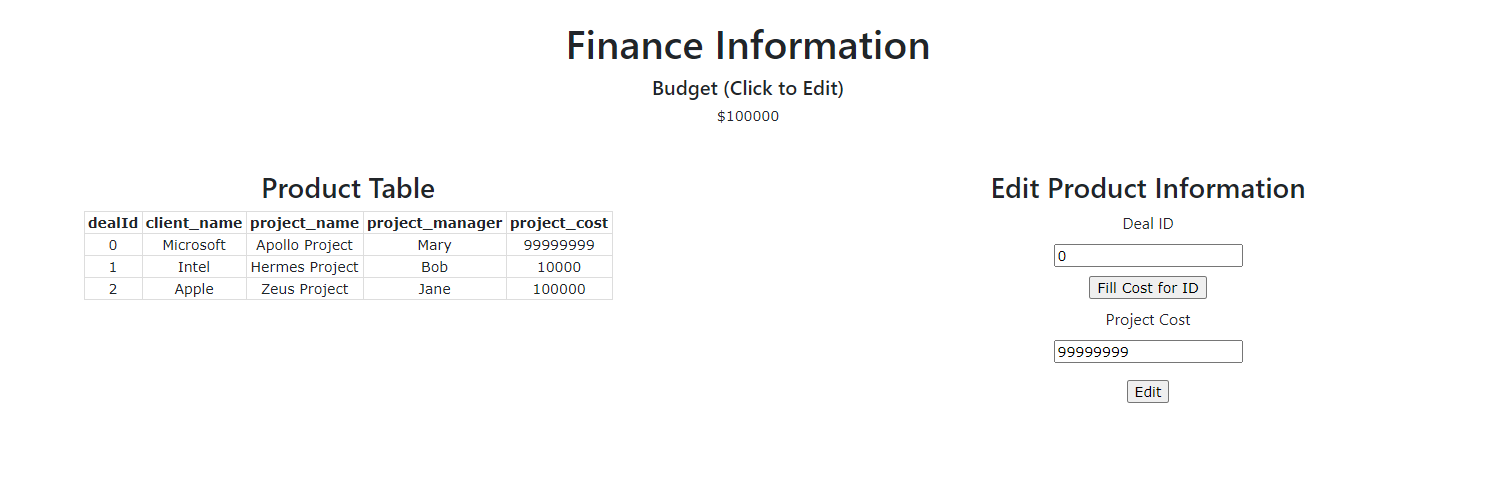 Finance Information
Budget (Click to Edit)
$100000
Product Table
dealId client_name project_name project_manager project_cost
0 Microsoft Apollo Project Mary 99999999
1 Intel Hermes Project Bob 10000
2 Apple Zeus Project Jane 100000
Edit Product Information
Deal ID
0
Fill Cost for ID
Project Cost
99999999
Edit